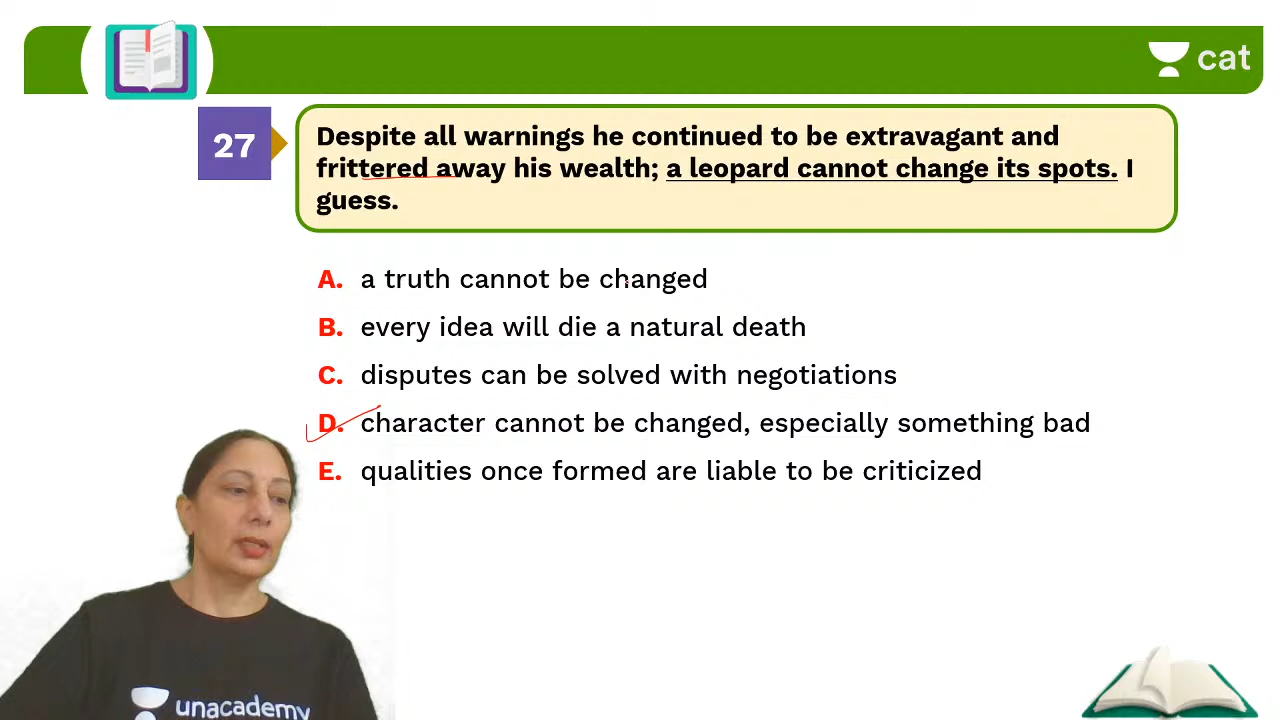 cat
27
Despite all warnings he continued to be extravagant and
frittered away his wealth; a leopard cannot change its spots. I
guess.
A. a truth cannot be changed
B. every idea will die a natural death
C. disputes can be solved with negotiations
D. character cannot be changed, especially something bad
E. qualities once formed are liable to be criticized
unacademy